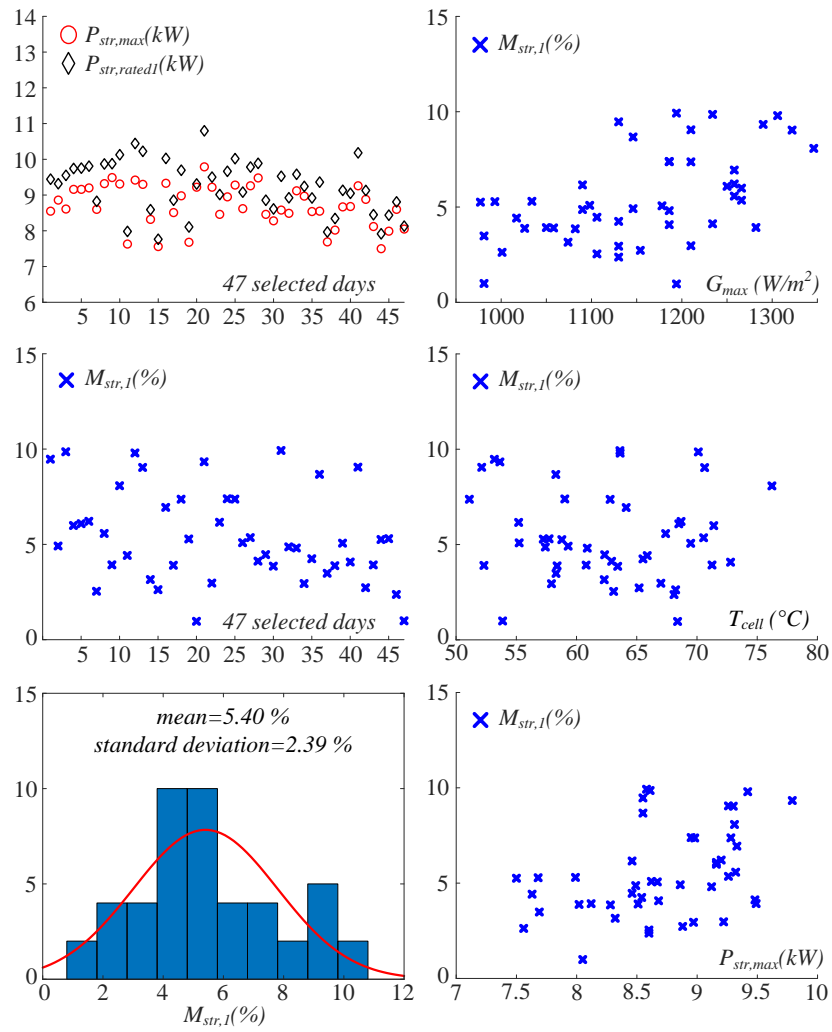 14
13
12
11
10
9
8
7
6
P_str,max(kW)
P_str,rated1(kW)
47 selected days
5 10 15 20 25 30 35 40 45
15
10
5
0
M_str,1(%)
G_max (W/m²)
1000 1100 1200 1300
15
10
5
0
M_str,1(%)
47 selected days
5 10 15 20 25 30 35 40 45
15
10
5
0
M_str,1(%)
T_cell (°C)
50 55 60 65 70 75 80
15
10
5
0
mean=5.40 %
standard deviation=2.39 %
0 2 4 6 8 10 12
M_str,1(%)
15
10
5
0
M_str,1(%)
P_str,max(kW)
7 7.5 8 8.5 9 9.5 10